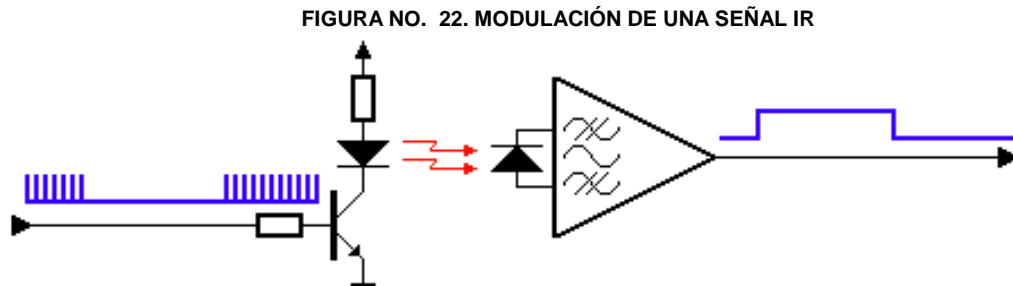 FIGURA NO. 22. MODULACIÓN DE UNA SEÑAL IR